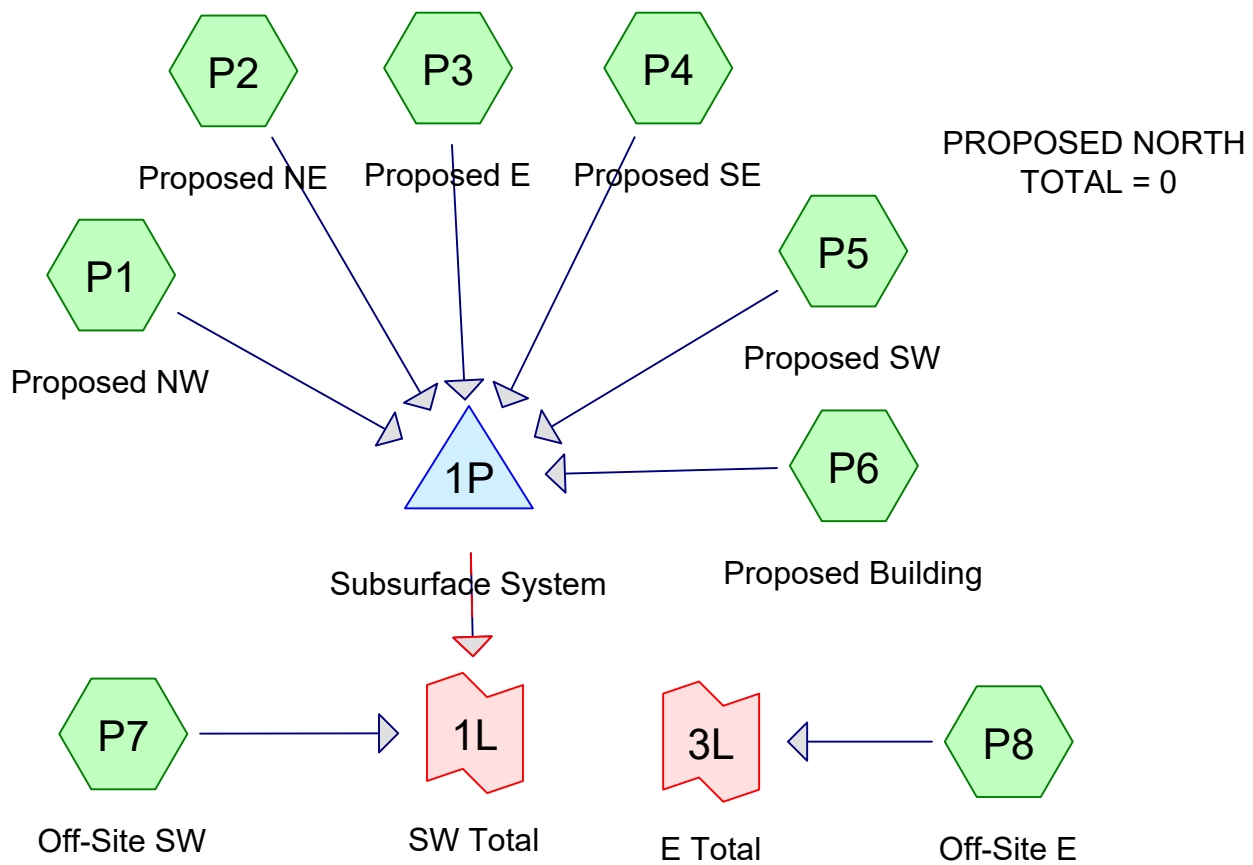 P2
P3
P4
Proposed NE
Proposed E
Proposed SE
PROPOSED NORTH
TOTAL = 0
P1
P5
Proposed NW
Proposed SW
1P
P6
Subsurface System
Proposed Building
P7
1L
3L
P8
Off-Site SW
SW Total
E Total
Off-Site E